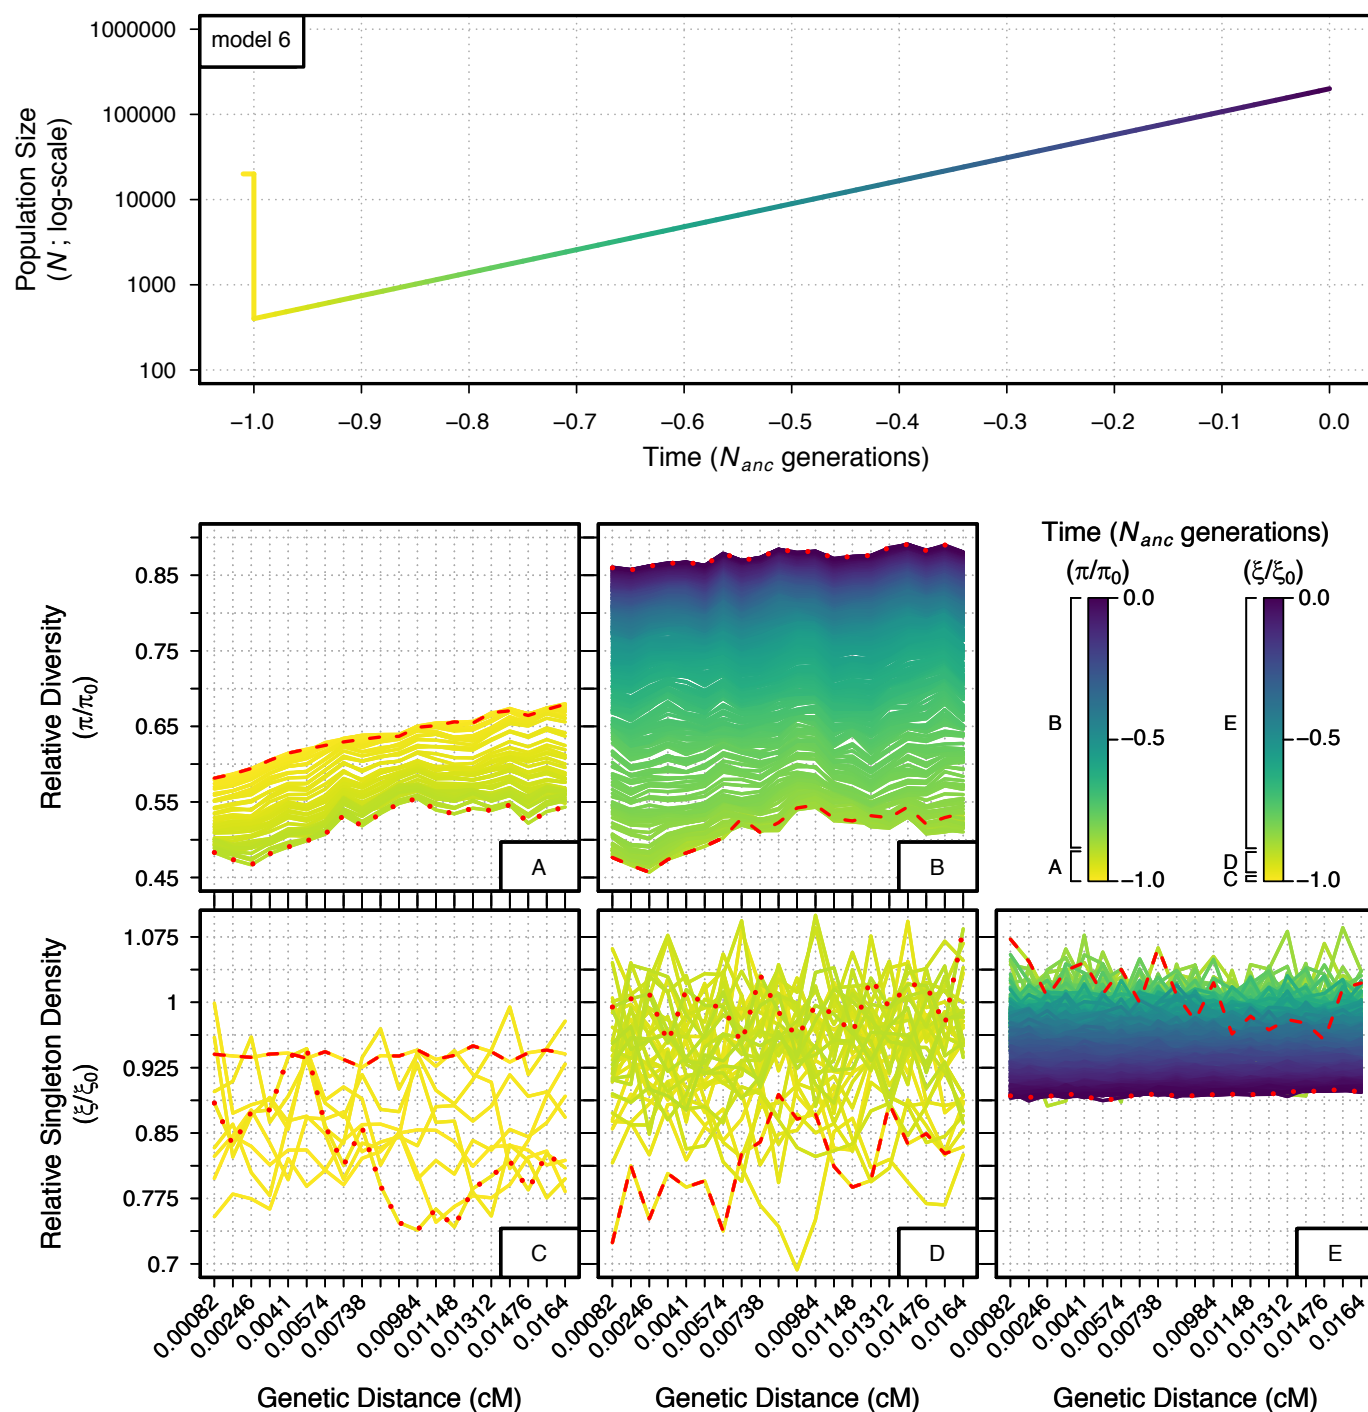 model 6
1000000
100000
10000
1000
100
Population Size
(N ; log-scale)
−1.0 −0.9 −0.8 −0.7 −0.6 −0.5 −0.4 −0.3 −0.2 −0.1 0.0
Time (Nanc generations)
0.85
0.75
0.65
0.55
0.45
Relative Diversity
(π/π0)
A
B
Time (Nanc generations)
(π/π0) (ξ/ξ0)
0.0 0.0
B −0.5 E −0.5
A −1.0 D
C −1.0
1.075
1
0.925
0.85
0.775
0.7
Relative Singleton Density
(ξ/ξ0)
C
D
E
0.00082 0.00246 0.0041 0.00574 0.00738 0.00984 0.01148 0.01312 0.01476 0.0164
0.00082 0.00246 0.0041 0.00574 0.00738 0.00984 0.01148 0.01312 0.01476 0.0164
0.00082 0.00246 0.0041 0.00574 0.00738 0.00984 0.01148 0.01312 0.01476 0.0164
Genetic Distance (cM) Genetic Distance (cM) Genetic Distance (cM)